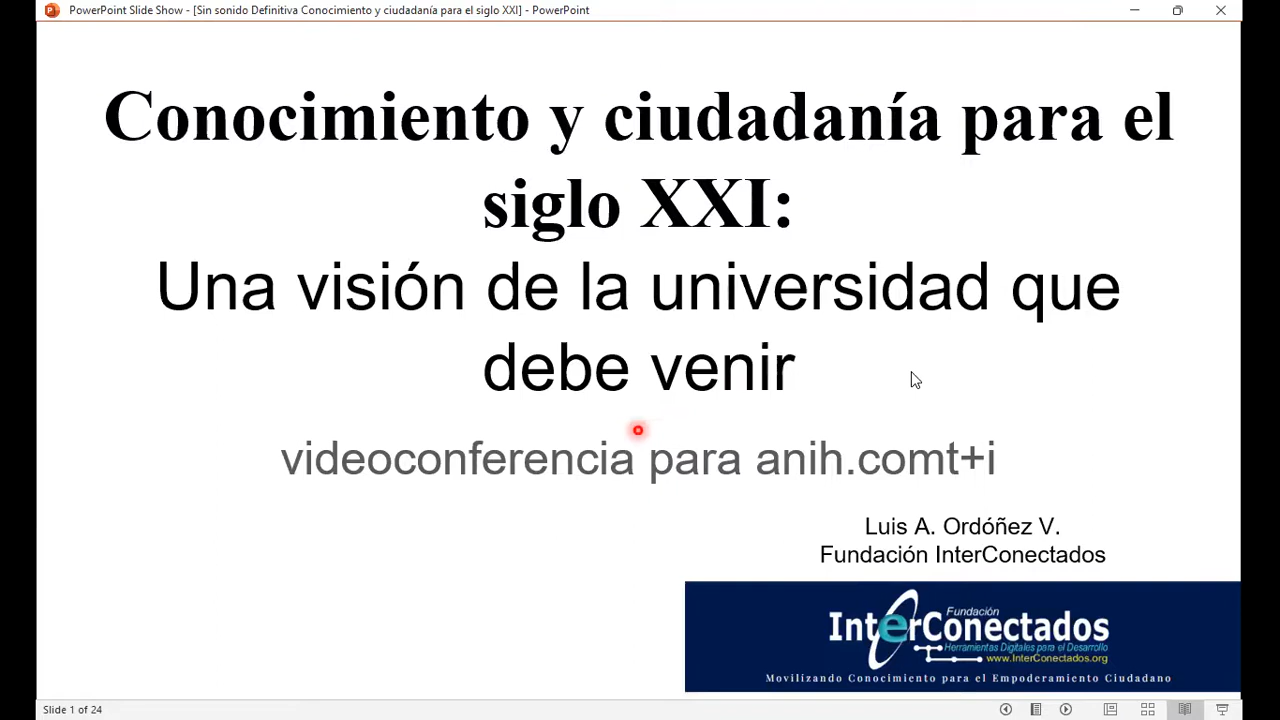 PowerPoint Slide Show - [Sin sonido Definitiva Conocimiento y ciudadanía para el siglo XXI] - PowerPoint
Conocimiento y ciudadanía para el
siglo XXI:
Una visión de la universidad que
debe venir
videoconferencia para anih.comt+i
Luis A. Ordóñez V.
Fundación InterConectados
Fundación
InterConectados
Herramientas Digitales para el Desarrollo
www.InterConectados.org
Movilizando Conocimiento para el Empoderamiento Ciudadano
Slide 1 of 24